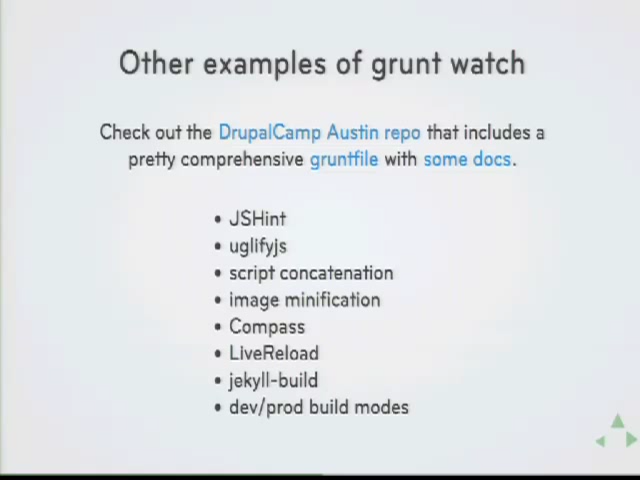 Other examples of grunt watch
Check out the DrupalCamp Austin repo that includes a
pretty comprehensive gruntfile with some docs.
• JSHint
• uglifyjs
• script concatenation
• image minification
• Compass
• LiveReload
• jekyll-build
• dev/prod build modes